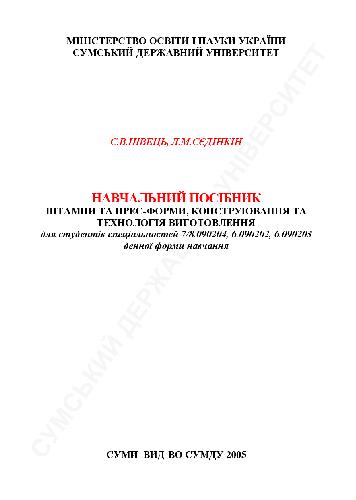 МІНІСТЕРСТВО ОСВІТИ І НАУКИ УКРАЇНИ
СУМСЬКИЙ ДЕРЖАВНИЙ УНІВЕРСИТЕТ
С.В.ШВЕЦЬ, Л.М.СЄДІНКІН
НАВЧАЛЬНИЙ ПОСІБНИК
ШТАМПИ ТА ПРЕС-ФОРМИ, КОНСТРУЮВАННЯ ТА
ТЕХНОЛОГІЯ ВИГОТОВЛЕННЯ
для студентів спеціальностей 7/8.090204, 6.090202, 6.090203
денної форми навчання
СУМИ ВИД-ВО СУМДУ 2005
СУМСЬКИЙ ДЕРЖАВНИЙ УНІВЕРСИТЕТ